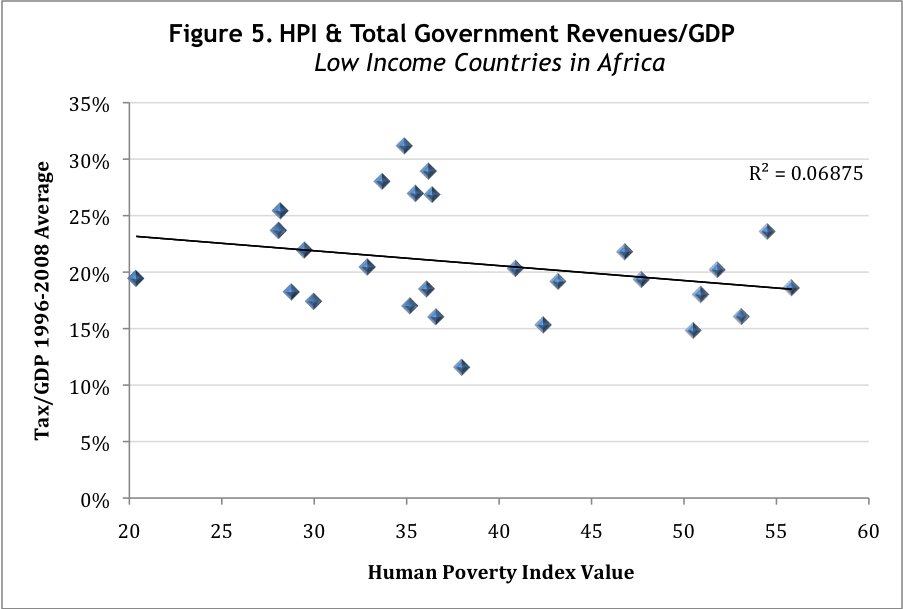 Figure 5. HPI & Total Government Revenues/GDP
Low Income Countries in Africa
35%
30%
25%
20%
15%
10%
5%
0%
Tax/GDP 1996-2008 Average
R² = 0.06875
20 25 30 35 40 45 50 55 60
Human Poverty Index Value